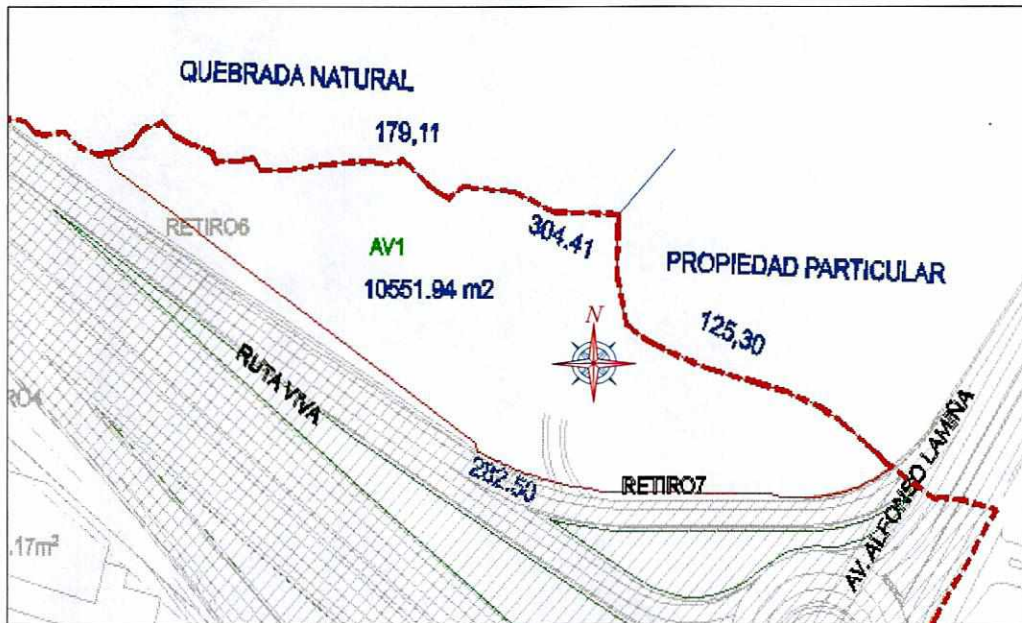 QUEBRADA NATURAL
179,11
RETIRO6
304.41
AV1
10551.94 m2
PROPIEDAD PARTICULAR
N
125,30
RUTA VIVA
RO4
282.50
RETIRO7
AV. ALFONSO LAMIÑA
.17m²